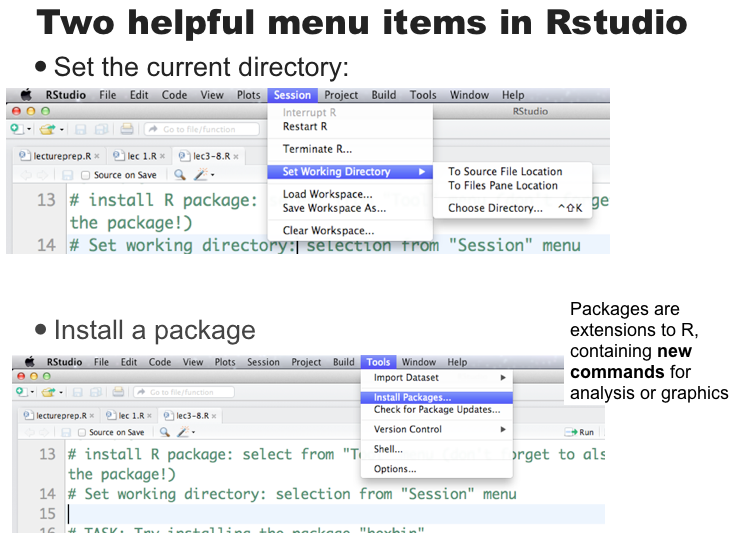 Two helpful menu items in Rstudio
• Set the current directory:
RStudio File Edit Code View Plots Session Project Build Tools Window Help
RStudio
Go to file/function
lectureprep.R × lec 1.R × lec3-8.R ×
Source on Save
Interrupt R
Restart R
Terminate R...
Set Working Directory
Load Workspace...
Save Workspace As...
Clear Workspace...
To Source File Location
To Files Pane Location
Choose Directory... ^⇧K
13 # install R package:
the package!)
14 # Set working directory: selection from "Session" menu
• Install a package
Packages are
extensions to R,
containing new
commands for
analysis or graphics
RStudio File Edit Code View Plots Session Project Build Tools Window Help
Go to file/function
lectureprep.R × lec 1.R × lec3-8.R ×
Source on Save
Run
Import Dataset
Install Packages...
Check for Package Updates...
Version Control
Shell...
Options...
13 # install R package: select from "To rget to als
the package!)
14 # Set working directory: selection from "Session" menu
15
16 # TASK: Try installing the package "hexbin"